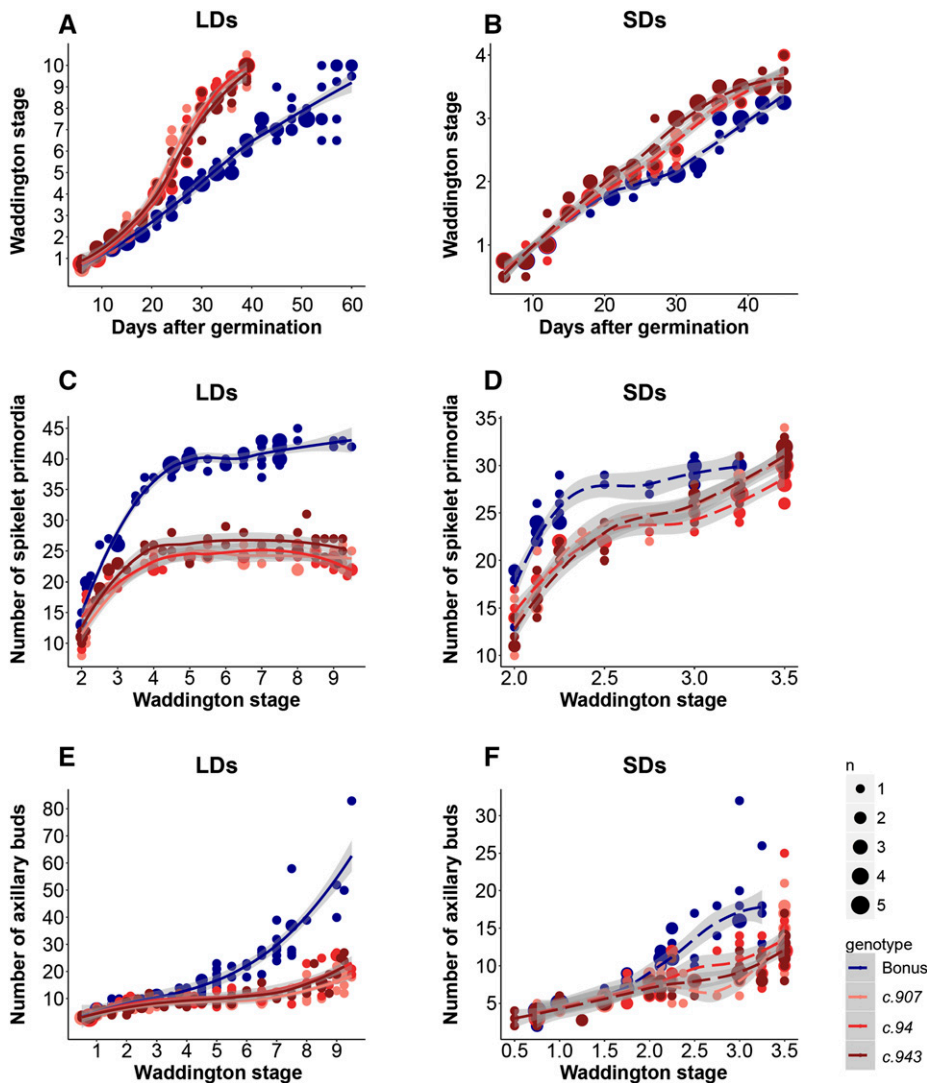 A
LDs
Waddington stage
10
9
8
7
6
5
4
3
2
1
10 20 30 40 50 60
Days after germination
B
SDs
Waddington stage
4
3
2
1
10 20 30 40
Days after germination
C
LDs
Number of spikelet primordia
45
40
35
30
25
20
15
10
2 3 4 5 6 7 8 9
Waddington stage
D
SDs
Number of spikelet primordia
35
30
25
20
15
10
2.0 2.5 3.0 3.5
Waddington stage
E
LDs
Number of axillary buds
80
70
60
50
40
30
20
10
1 2 3 4 5 6 7 8 9
Waddington stage
F
SDs
Number of axillary buds
30
25
20
15
10
5
0.5 1.0 1.5 2.0 2.5 3.0 3.5
Waddington stage
n
1
2
3
4
5
genotype
Bonus
c.907
c.94
c.943